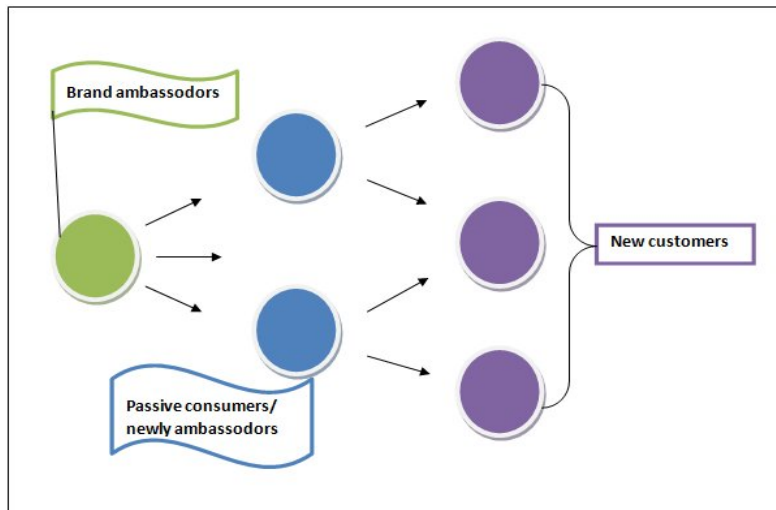 Brand ambassodors
New customers
Passive consumers/
newly ambassodors